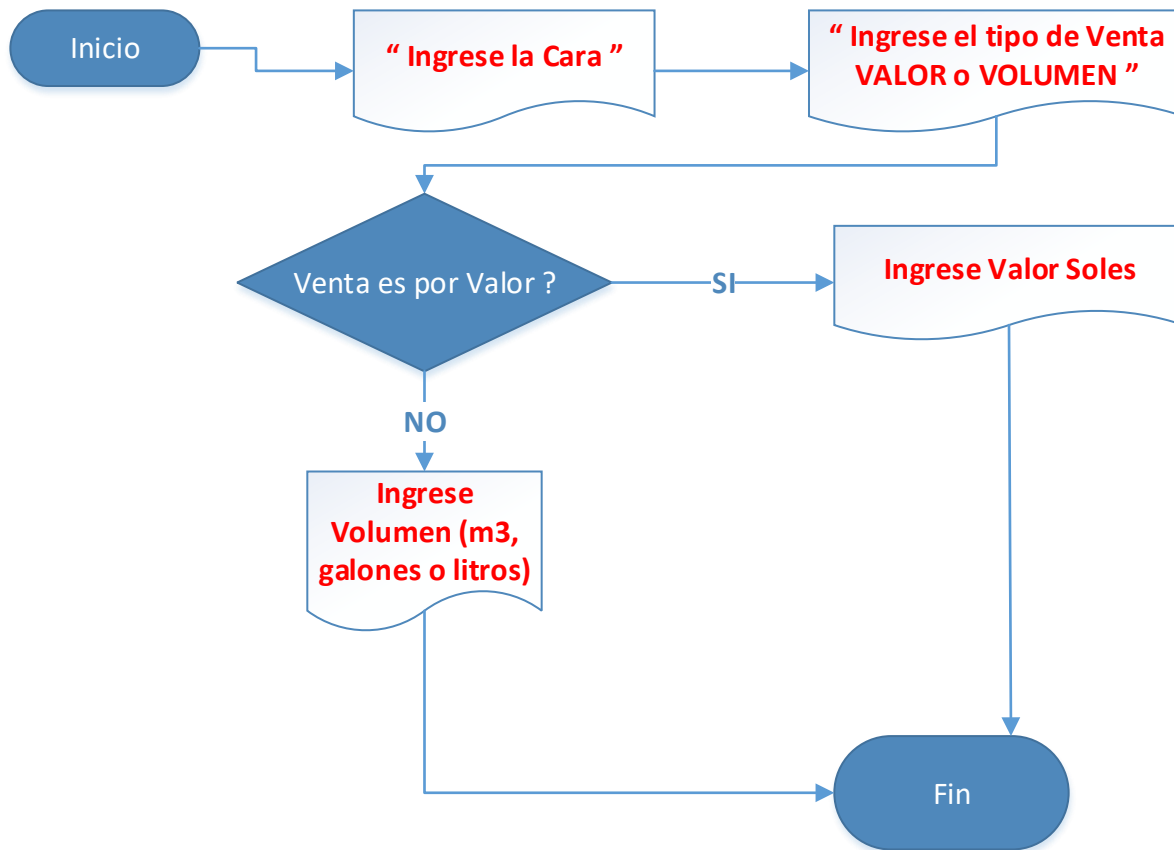 Inicio
“ Ingrese la Cara ”
“ Ingrese el tipo de Venta
VALOR o VOLUMEN ”
Venta es por Valor ?
SI
Ingrese Valor Soles
NO
Ingrese
Volumen (m3,
galones o litros)
Fin